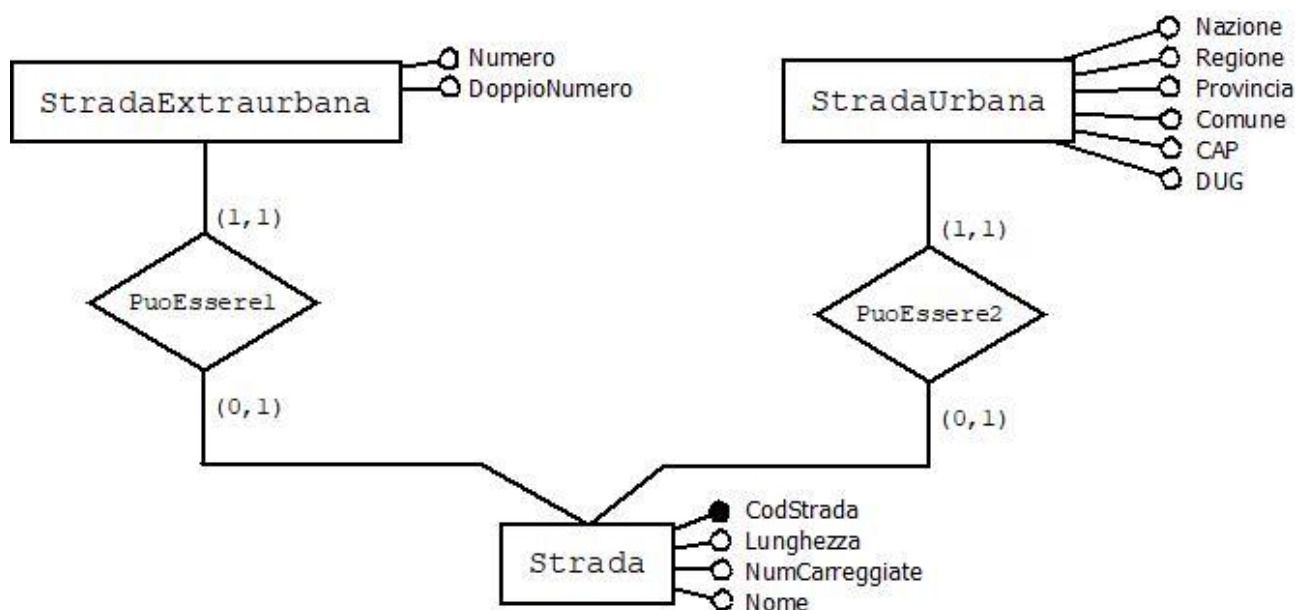 StradaExtraurbana
Numero
DoppioNumero
StradaUrbana
Nazione
Regione
Provincia
Comune
CAP
DUG
(1,1)
PuoEssere1
(0,1)
(1,1)
PuoEssere2
(0,1)
Strada
CodStrada
Lunghezza
NumCarreggiate
Nome